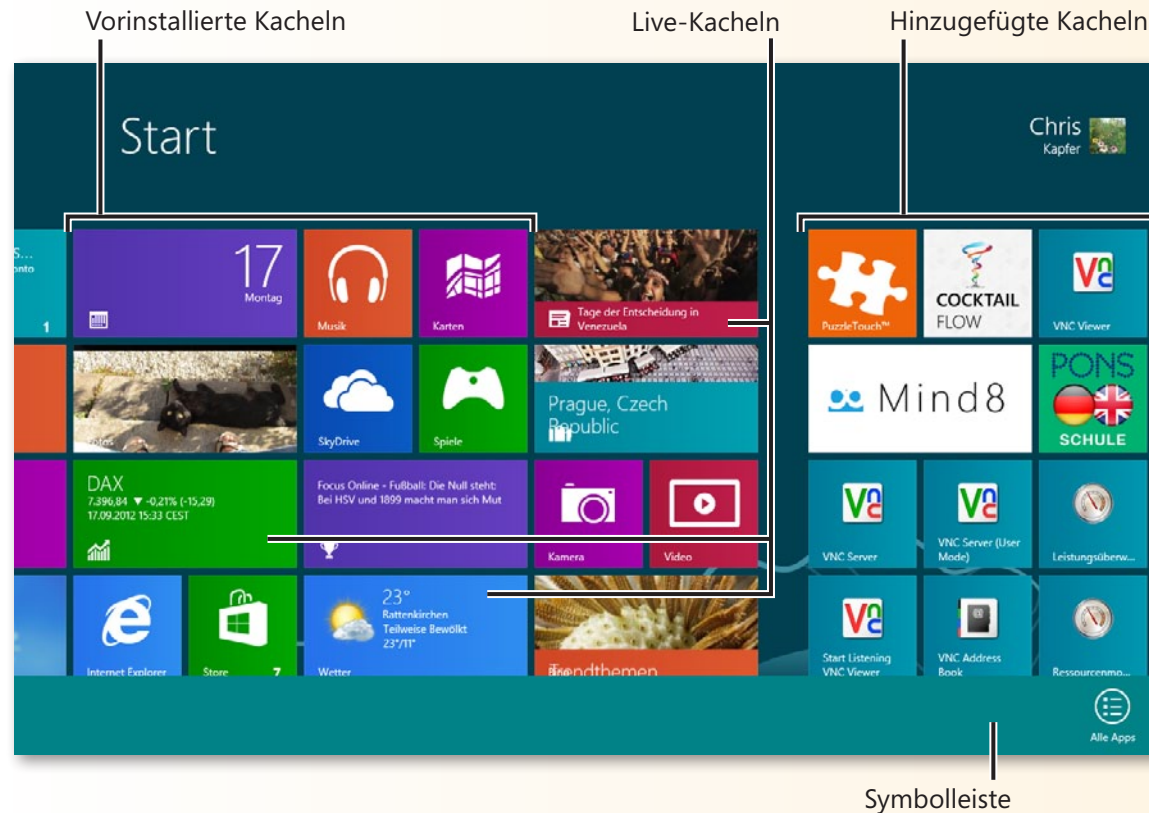 Vorinstallierte Kacheln
Live-Kacheln
Hinzugefügte Kacheln
Start
Chris
Kapfer
1
17
Montag
Musik
Karten
Tage der Entscheidung in
Venezuela
PuzzleTouch™
COCKTAIL
FLOW
VNC Viewer
Fotos
SkyDrive
Spiele
Prague, Czech
Republic
Mind8
PONS
SCHULE
DAX
7.396,84 ▼ -0,21% (-15,29)
17.09.2012 15:33 CEST
Focus Online - Fußball: Die Null steht:
Bei HSV und 1899 macht man sich Mut
Kamera
Video
VNC Server
VNC Server (User
Mode)
Leistungsüberw...
Internet Explorer
Store
7
23°
Rattenkirchen
Teilweise Bewölkt
23°/11°
Wetter
Trendthemen
Start Listening
VNC Viewer
VNC Address
Book
Ressourcenmo...
Alle Apps
Symbolleiste